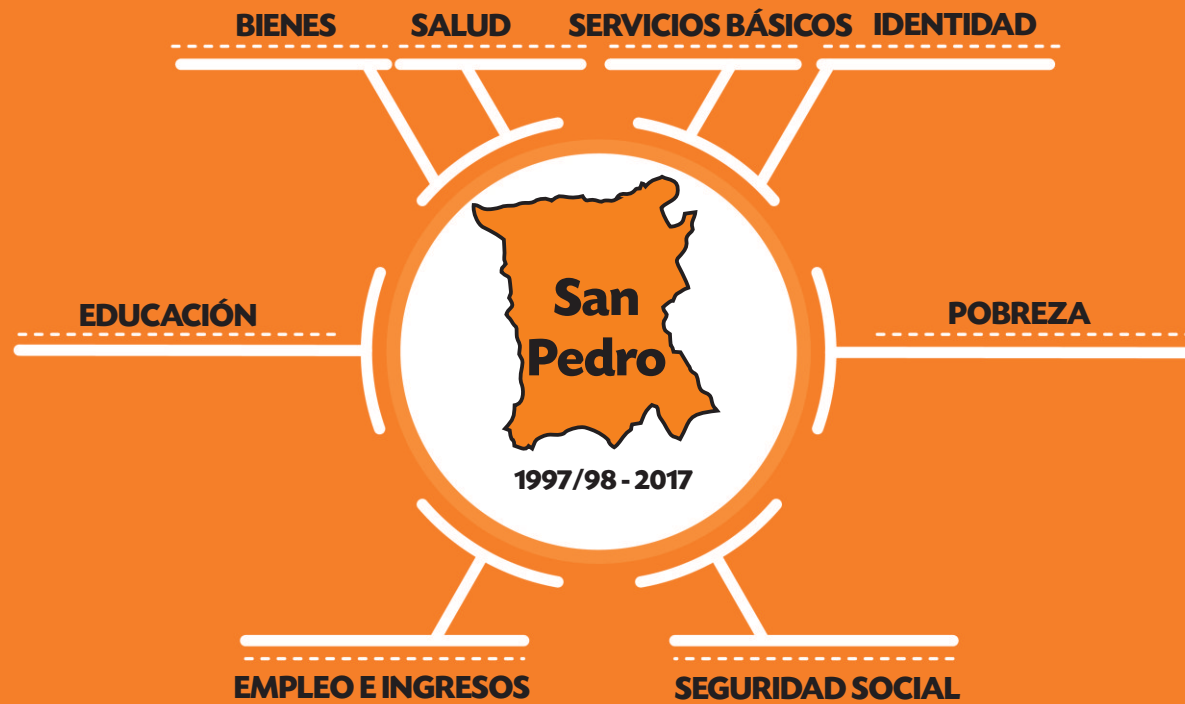 BIENES
SALUD
SERVICIOS BÁSICOS
IDENTIDAD
EDUCACIÓN
POBREZA
San
Pedro
1997/98 - 2017
EMPLEO E INGRESOS
SEGURIDAD SOCIAL